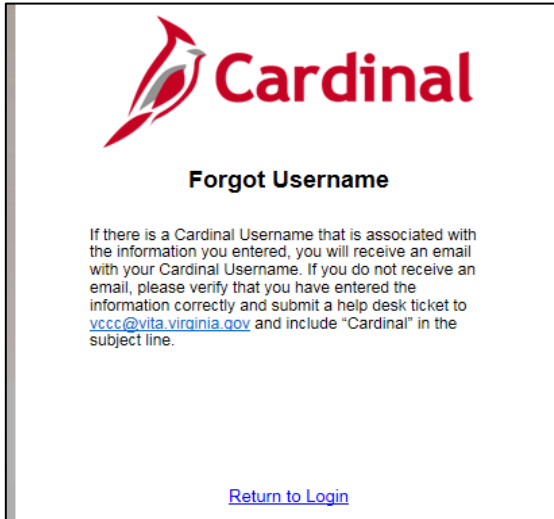 Cardinal
Forgot Username
If there is a Cardinal Username that is associated with
the information you entered, you will receive an email
with your Cardinal Username. If you do not receive an
email, please verify that you have entered the
information correctly and submit a help desk ticket to
vccc@vita.virginia.gov and include “Cardinal” in the
subject line.
Return to Login